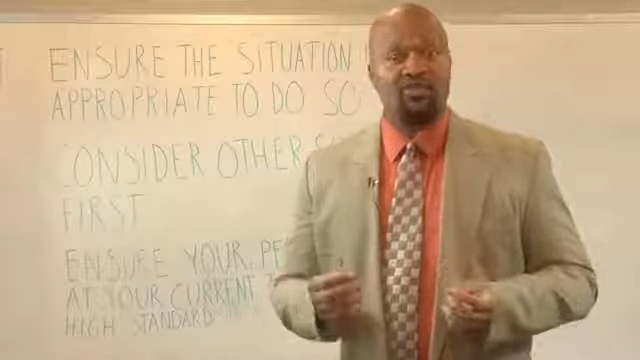 ENSURE THE SITUATION
APPROPRIATE TO DO SO
CONSIDER OTHER
FIRST
ENSURE YOUR
AT YOUR CURRENT
HIGH STANDARD